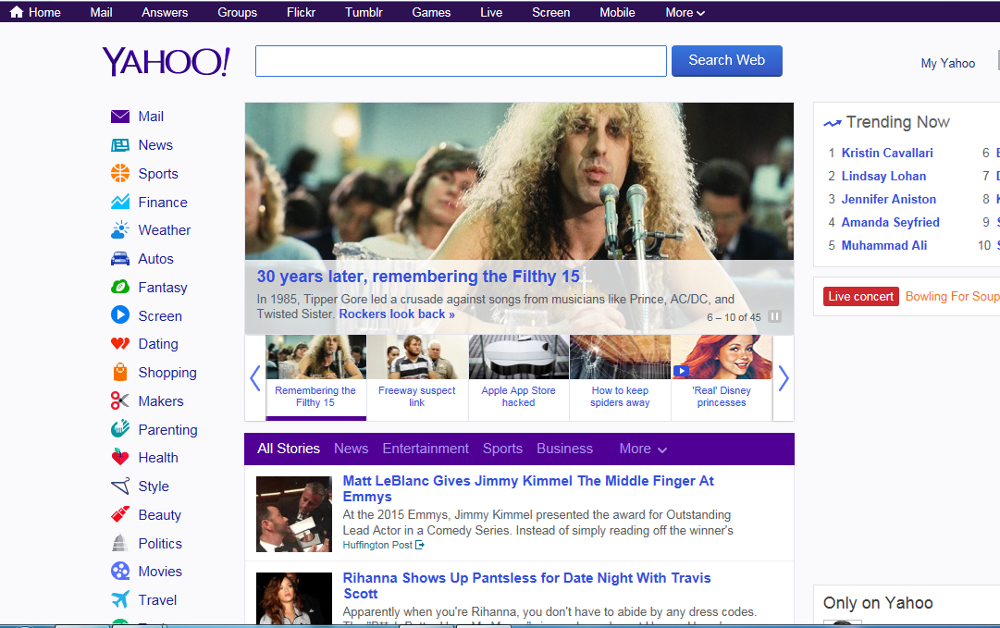 Home Mail Answers Groups Flickr Tumblr Games Live Screen Mobile More
YAHOO!
Search Web
My Yahoo
Mail
News
Sports
Finance
Weather
Autos
Fantasy
Screen
Dating
Shopping
Makers
Parenting
Health
Style
Beauty
Politics
Movies
Travel
30 years later, remembering the Filthy 15
In 1985, Tipper Gore led a crusade against songs from musicians like Prince, AC/DC, and
Twisted Sister. Rockers look back »
6 – 10 of 45
Remembering the
Filthy 15
Freeway suspect
link
Apple App Store
hacked
How to keep
spiders away
'Real' Disney
princesses
All Stories News Entertainment Sports Business More
Matt LeBlanc Gives Jimmy Kimmel The Middle Finger At
Emmys
At the 2015 Emmys, Jimmy Kimmel presented the award for Outstanding
Lead Actor in a Comedy Series. Instead of simply reading off the winner's
Huffington Post
Rihanna Shows Up Pantsless for Date Night With Travis
Scott
Apparently when you're Rihanna, you don't have to abide by any dress codes.
Trending Now
1 Kristin Cavallari
2 Lindsay Lohan
3 Jennifer Aniston
4 Amanda Seyfried
5 Muhammad Ali
6
7
8
9
10
Live concert Bowling For Soup
Only on Yahoo